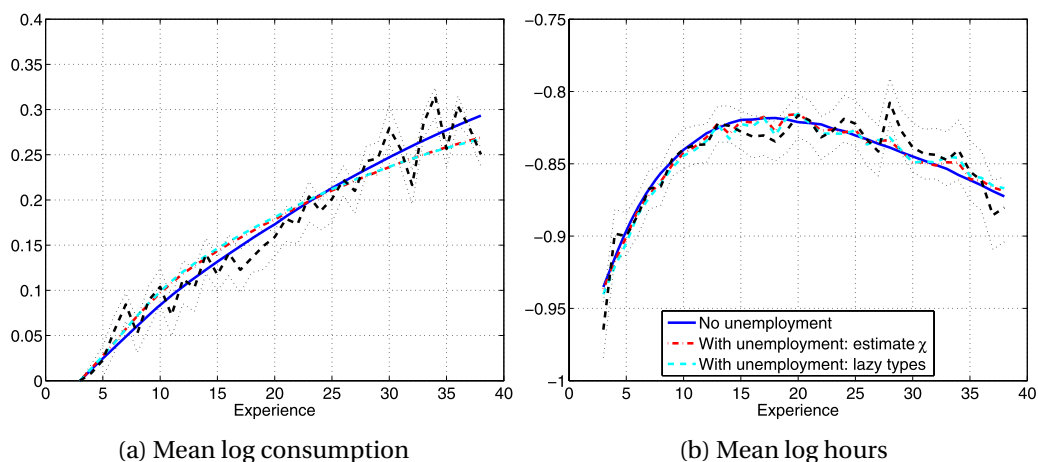 0.4
0.35
0.3
0.25
0.2
0.15
0.1
0.05
0
0 5 10 15 20 25 30 35 40
Experience
(a) Mean log consumption
−0.75
−0.8
−0.85
−0.9
−0.95
−1
0 5 10 15 20 25 30 35 40
Experience
No unemployment
With unemployment: estimate χ
With unemployment: lazy types
(b) Mean log hours